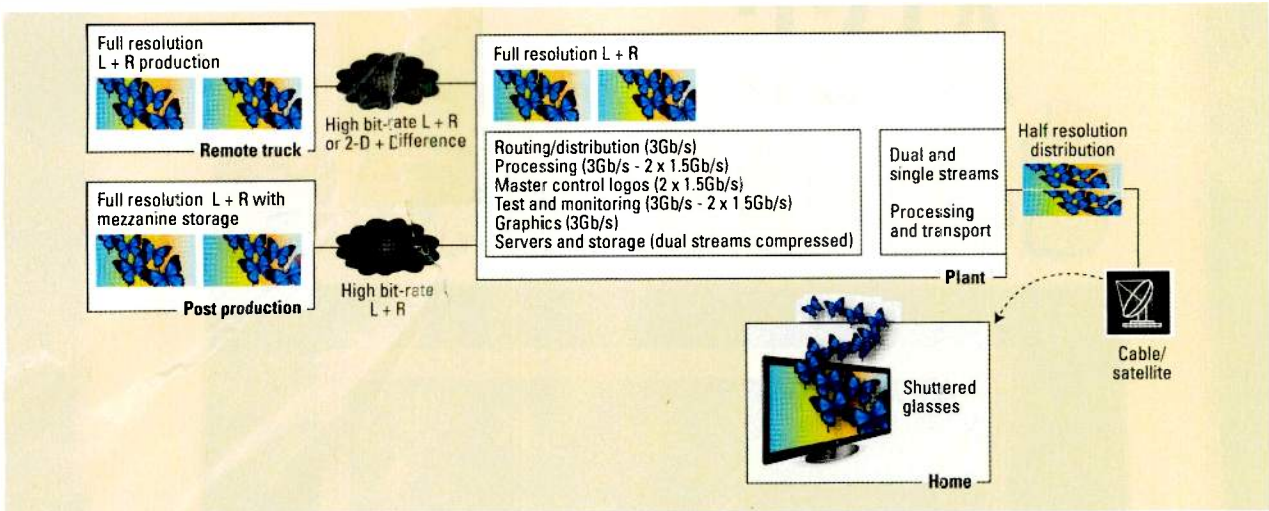 Full resolution
L + R production
Remote truck
High bit-rate L + R
or 2-D + Difference
Full resolution L + R with
mezzanine storage
Post production
High bit-rate
L + R
Full resolution L + R
Routing/distribution (3Gb/s)
Processing (3Gb/s - 2 x 1.5Gb/s)
Master control logos (2 x 1.5Gb/s)
Test and monitoring (3Gb/s - 2 x 1 5Gb/s)
Graphics (3Gb/s)
Servers and storage (dual streams compressed)
Dual and
single streams
Processing
and transport
Plant
Half resolution
distribution
Cable/
satellite
Shuttered
glasses
Home